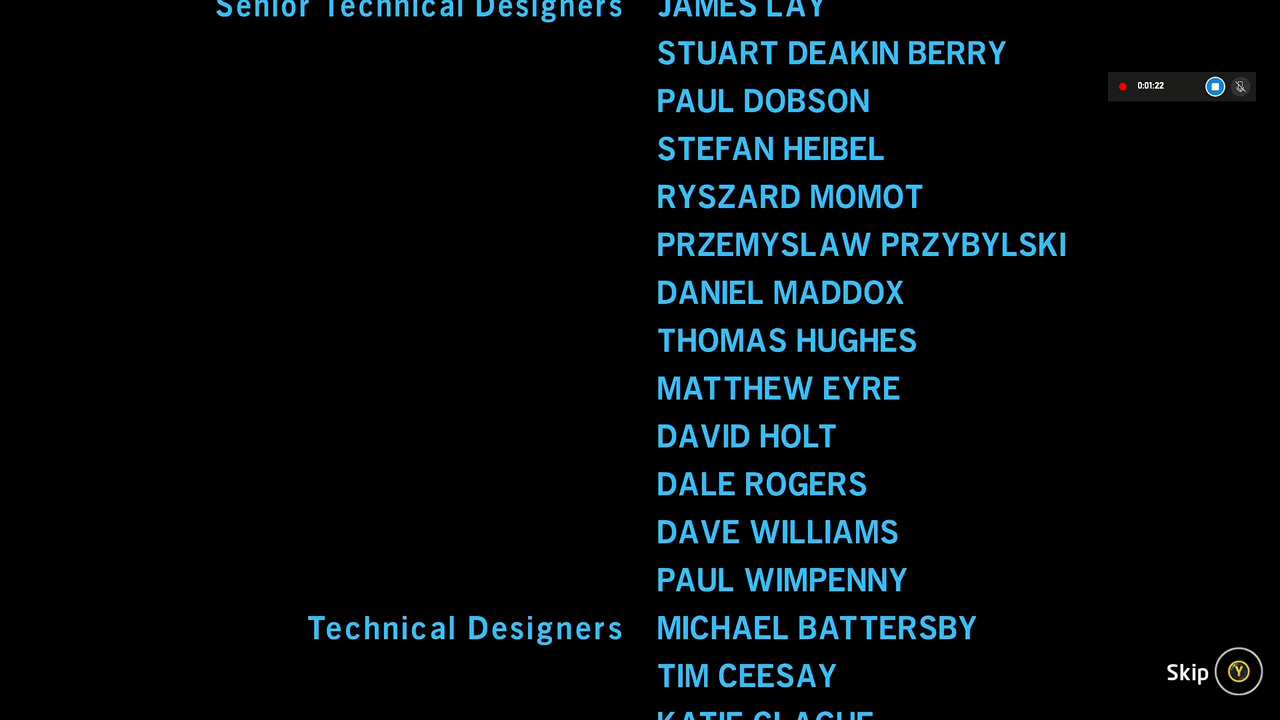 Senior Technical Designers JAMES LAY
STUART DEAKIN BERRY
0:01:22
PAUL DOBSON
STEFAN HEIBEL
RYSZARD MOMOT
PRZEMYSLAW PRZYBYLSKI
DANIEL MADDOX
THOMAS HUGHES
MATTHEW EYRE
DAVID HOLT
DALE ROGERS
DAVE WILLIAMS
PAUL WIMPENNY
Technical Designers MICHAEL BATTERSBY
TIM CEESAY
Skip Y
KATIE CLAGUE